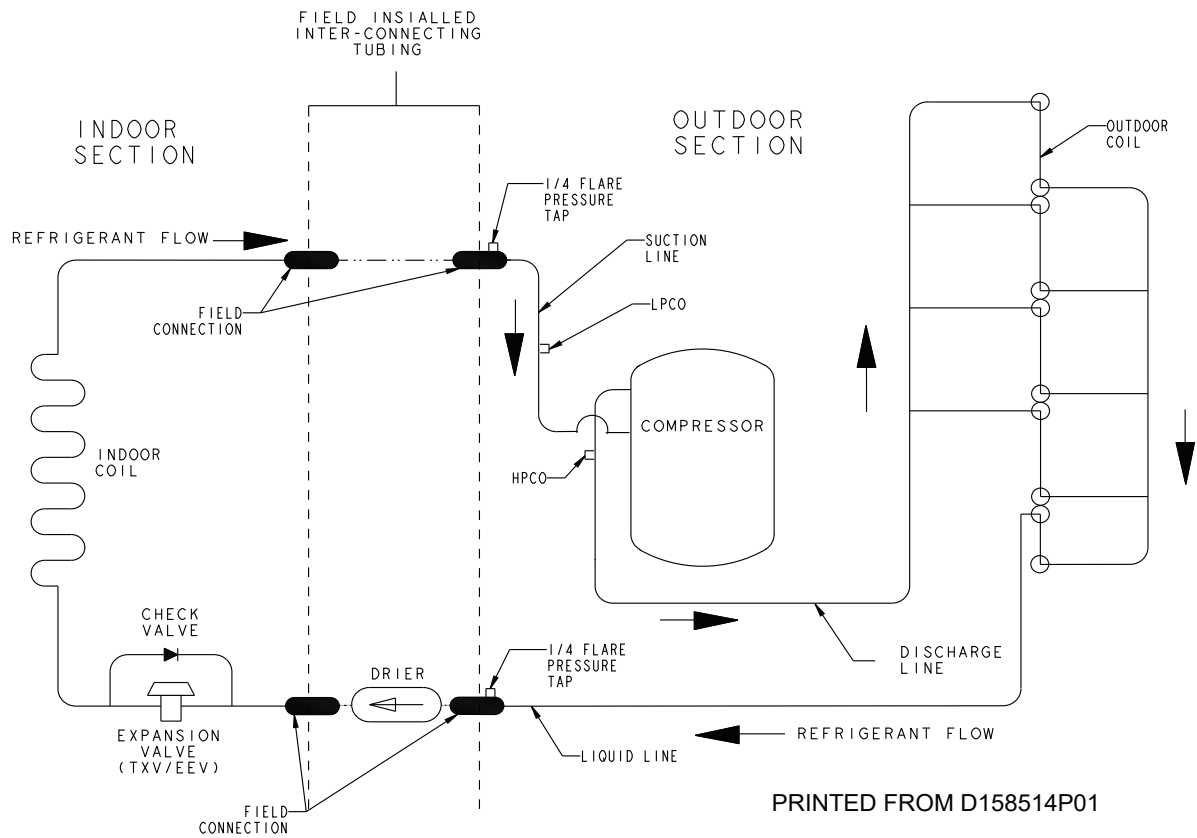 FIELD INSIALLED
INTER-CONNECTING
TUBING
INDOOR
SECTION
OUTDOOR
SECTION
OUTDOOR
COIL
1/4 FLARE
PRESSURE
TAP
REFRIGERANT FLOW
SUCTION
LINE
FIELD
CONNECTION
LPCO
COMPRESSOR
INDOOR
COIL
HPCO
CHECK
VALVE
1/4 FLARE
PRESSURE
TAP
DISCHARGE
LINE
DRIER
EXPANSION
VALVE
(TXV/EEV)
LIQUID LINE
REFRIGERANT FLOW
FIELD
CONNECTION
PRINTED FROM D158514P01